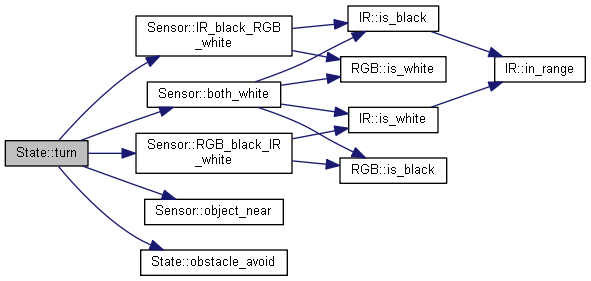 State::turn
Sensor::IR_black_RGB
_white
Sensor::both_white
Sensor::RGB_black_IR
_white
Sensor::object_near
State::obstacle_avoid
IR::is_black
RGB::is_white
IR::is_white
RGB::is_black
IR::in_range